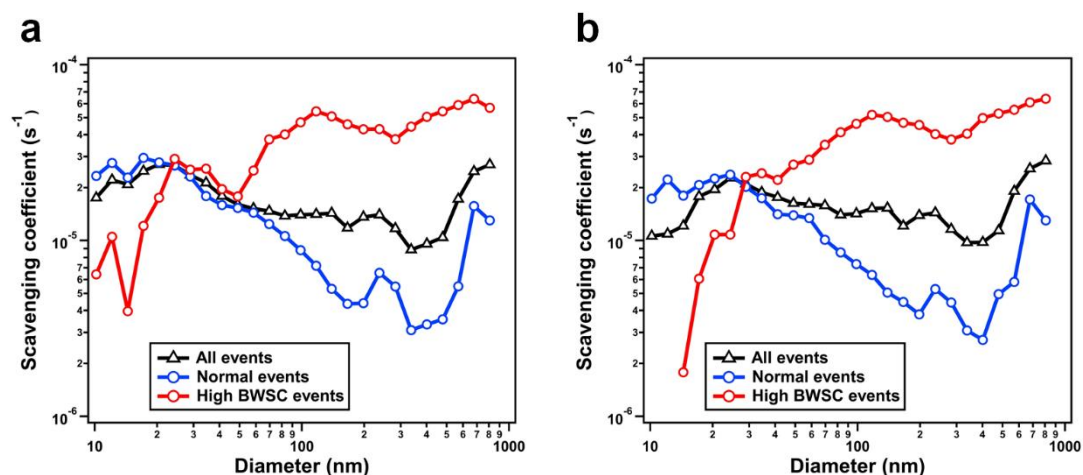 a
10⁻⁴
7
6
5
4
3
2
10⁻⁵
7
6
5
4
3
2
10⁻⁶
Scavenging coefficient (s⁻¹)
All events
Normal events
High BWSC events
10 2 3 4 5 6 7 8 9 100 2 3 4 5 6 7 8 9 1000
Diameter (nm)
b
10⁻⁴
7
6
5
4
3
2
10⁻⁵
7
6
5
4
3
2
10⁻⁶
Scavenging coefficient (s⁻¹)
All events
Normal events
High BWSC events
10 2 3 4 5 6 7 8 9 100 2 3 4 5 6 7 8 9 1000
Diameter (nm)